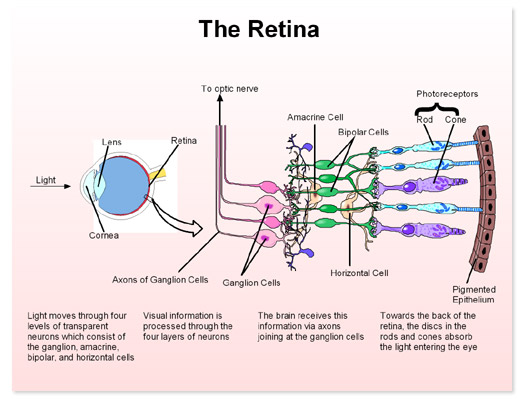 The Retina
To optic nerve
Photoreceptors
Rod Cone
Amacrine Cell
Bipolar Cells
Lens
Retina
Light
Cornea
Axons of Ganglion Cells
Ganglion Cells
Horizontal Cell
Pigmented
Epithelium
Light moves through four
levels of transparent
neurons which consist of
the ganglion, amacrine,
bipolar, and horizontal cells
Visual information is
processed through the
four layers of neurons
The brain receives this
information via axons
joining at the ganglion cells
Towards the back of the
retina, the discs in the
rods and cones absorb
the light entering the eye